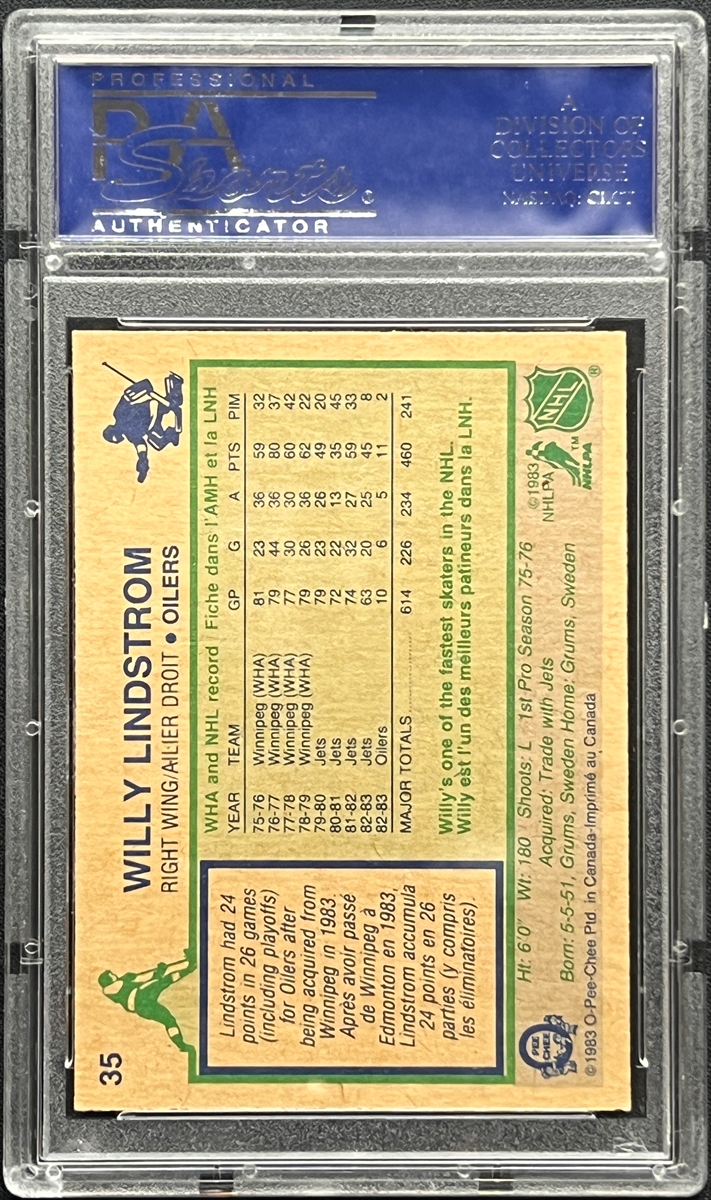 PROFESSIONAL
PSA
Sports®
AUTHENTICATOR
A
DIVISION OF
COLLECTORS
UNIVERSE
NASDAQ: CLCT
35
WILLY LINDSTROM
RIGHT WING/AILIER DROIT • OILERS
Lindstrom had 24
points in 26 games
(including playoffs)
for Oilers after
being acquired from
Winnipeg in 1983
Après avoir passé
de Winnipeg à
Edmonton en 1983,
Lindstrom accumula
24 points en 26
parties (y compris
les éliminatoires).
WHA and NHL record / Fiche dans l'AMH et la LNH
YEAR TEAM GP G A PTS PIM
75-76 Winnipeg (WHA) 81 23 36 59 32
76-77 Winnipeg (WHA) 79 44 36 80 37
77-78 Winnipeg (WHA) 77 30 30 60 42
78-79 Winnipeg (WHA) 79 26 36 62 22
79-80 Jets 79 23 26 49 20
80-81 Jets 72 22 13 35 45
81-82 Jets 74 32 27 59 33
82-83 Jets 63 20 25 45 8
82-83 Oilers 10 6 5 11 2
MAJOR TOTALS 614 226 234 460 241
Willy's one of the fastest skaters in the NHL.
Willy est l'un des meilleurs patineurs dans la LNH.
Ht: 6'0" Wt: 180 Shoots: L 1st Pro Season 75-76
Acquired: Trade with Jets
Born: 5-5-51, Grums, Sweden Home: Grums, Sweden
©1983 O-Pee-Chee Ptd. in Canada-Imprimé au Canada
O
PEE
CHEE
©1983
NHLPA
NHLPA
TM
NHL
®